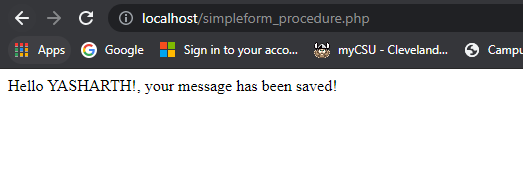 localhost/simpleform_procedure.php
Apps Google Sign in to your acco... myCSU - Cleveland... Campu
Hello YASHARTH!, your message has been saved!